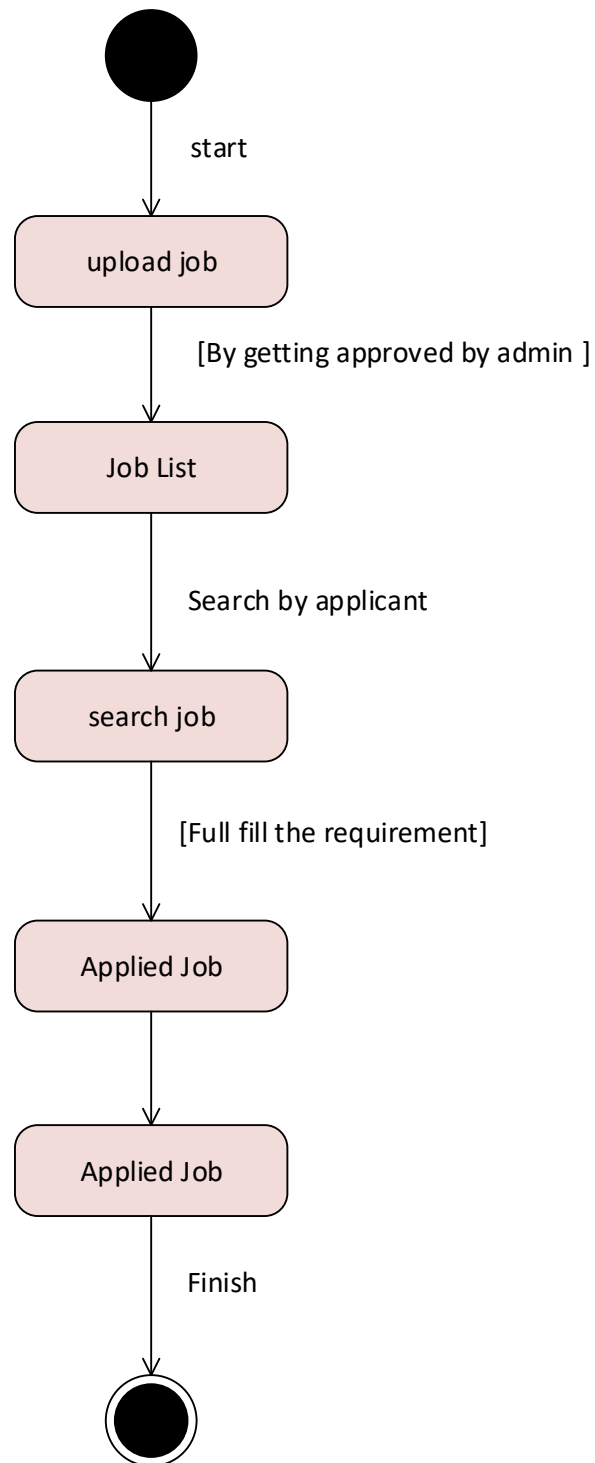 start
upload job
[By getting approved by admin ]
Job List
Search by applicant
search job
[Full fill the requirement]
Applied Job
Applied Job
Finish